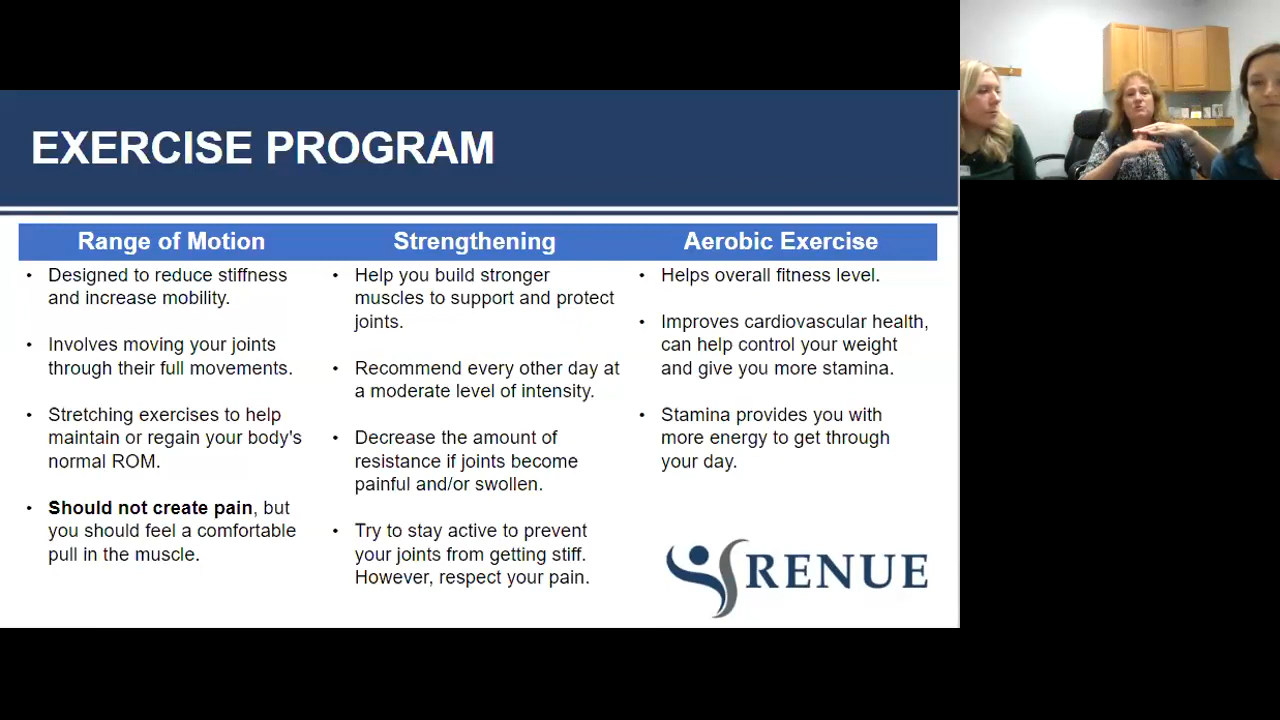 EXERCISE PROGRAM
Range of Motion
• Designed to reduce stiffness
and increase mobility.
• Involves moving your joints
through their full movements.
• Stretching exercises to help
maintain or regain your body's
normal ROM.
• Should not create pain, but
you should feel a comfortable
pull in the muscle.
Strengthening
• Help you build stronger
muscles to support and protect
joints.
• Recommend every other day at
a moderate level of intensity.
• Decrease the amount of
resistance if joints become
painful and/or swollen.
• Try to stay active to prevent
your joints from getting stiff.
However, respect your pain.
Aerobic Exercise
• Helps overall fitness level.
• Improves cardiovascular health,
can help control your weight
and give you more stamina.
• Stamina provides you with
more energy to get through
your day.
RENUE